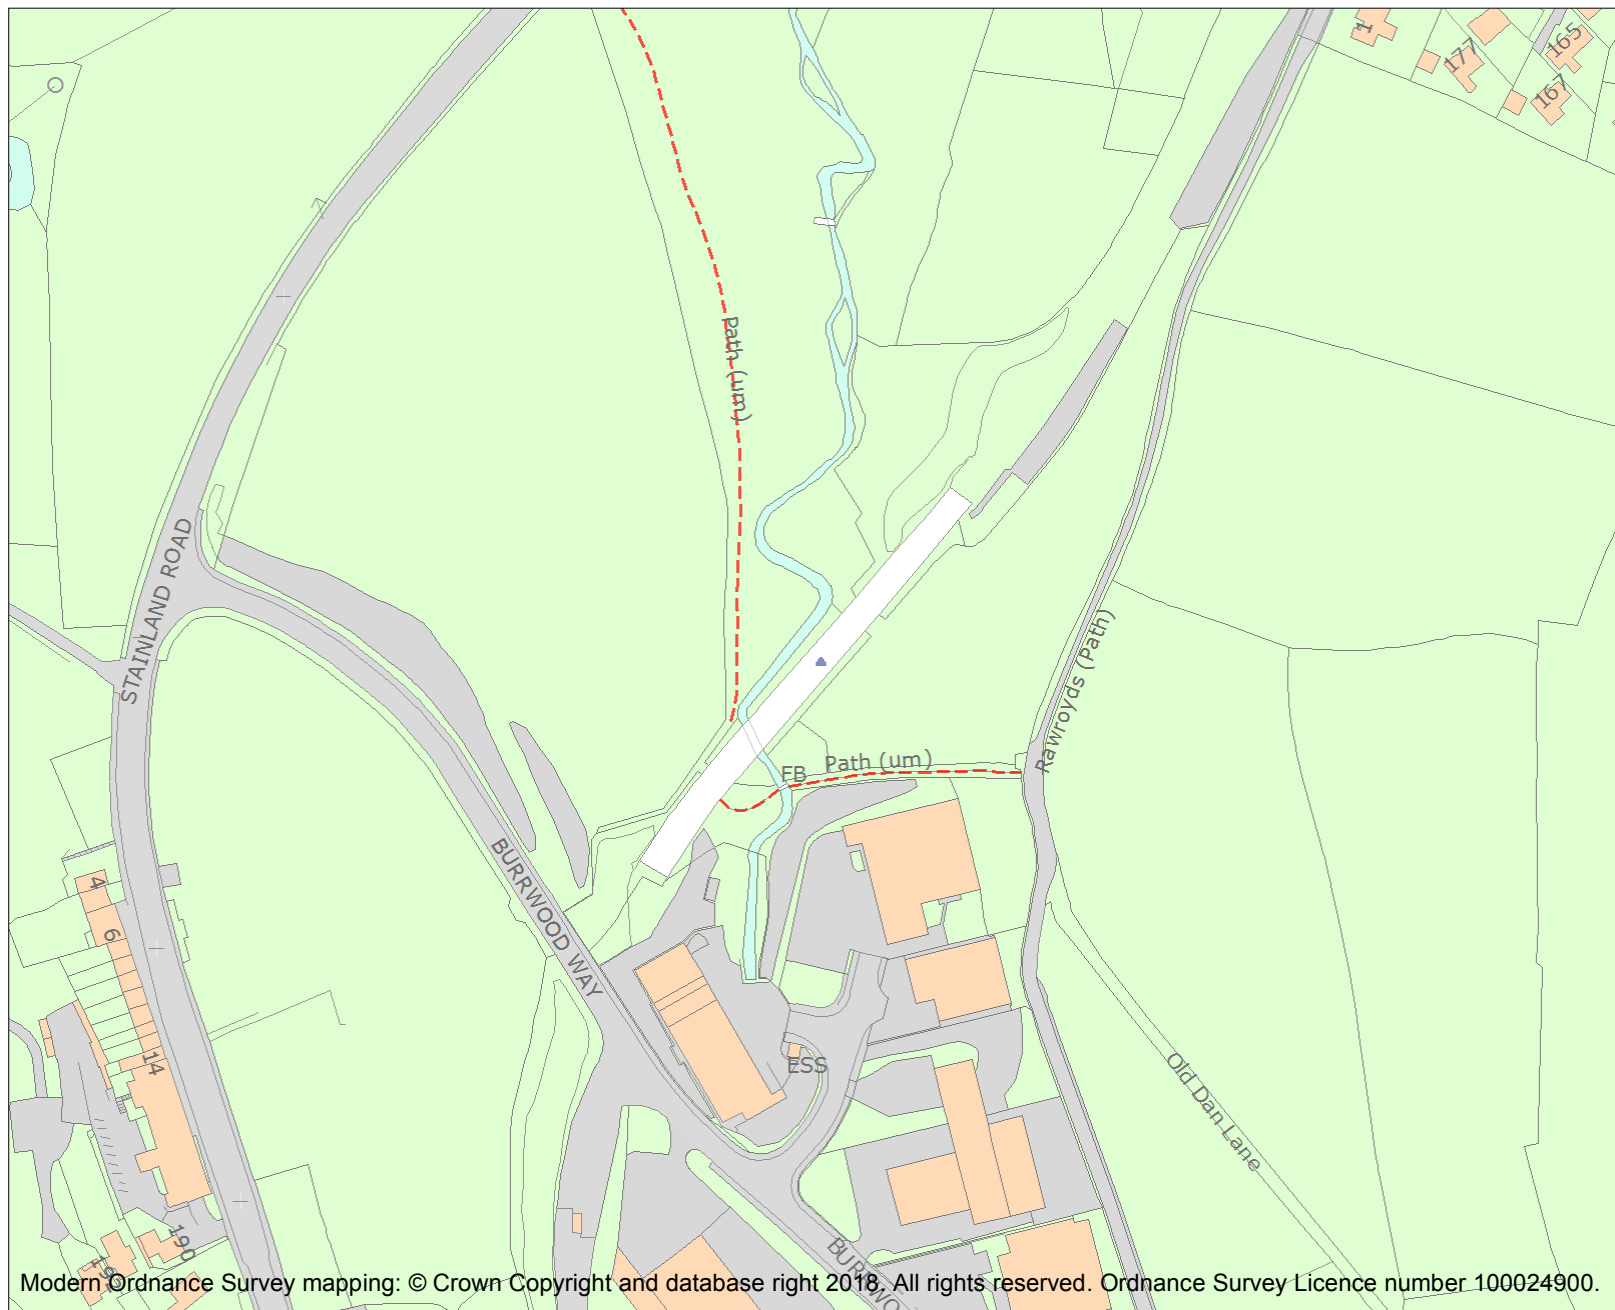 1
177
165
167
Path (um)
STAINLAND ROAD
Rawroyds (Path)
FB
Path (um)
BURRWOOD WAY
4
6
14
ESS
Old Dan Lane
190
Modern Ordnance Survey mapping: © Crown Copyright and database right 2018. All rights reserved. Ordnance Survey Licence number 100024900.